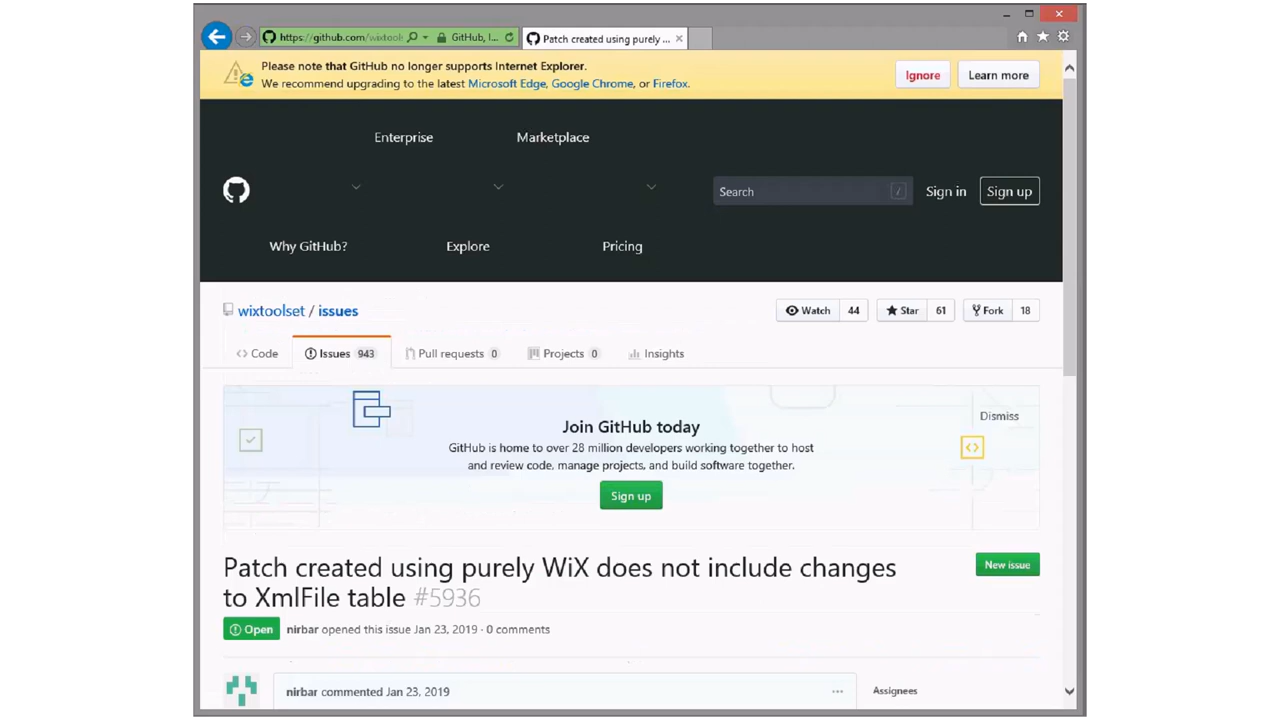 https://github.com/wixtools
GitHub, I...
Patch created using purely ...
Please note that GitHub no longer supports Internet Explorer.
We recommend upgrading to the latest Microsoft Edge, Google Chrome, or Firefox.
Ignore
Learn more
Enterprise
Marketplace
Search
/
Sign in
Sign up
Why GitHub?
Explore
Pricing
wixtoolset / issues
Watch 44
Star 61
Fork 18
Code
Issues 943
Pull requests 0
Projects 0
Insights
Dismiss
Join GitHub today
GitHub is home to over 28 million developers working together to host
and review code, manage projects, and build software together.
Sign up
Patch created using purely WiX does not include changes
to XmlFile table #5936
New issue
Open
nirbar opened this issue Jan 23, 2019 · 0 comments
nirbar commented Jan 23, 2019
...
Assignees